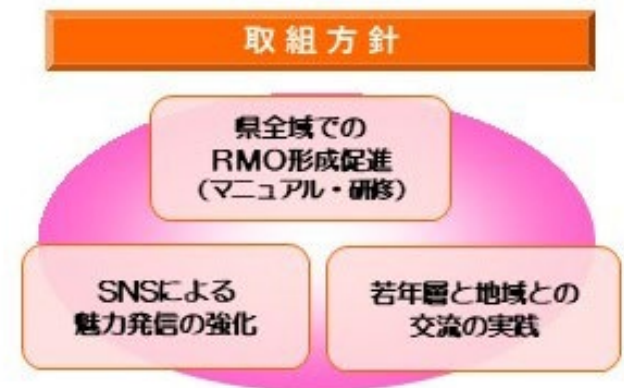 取組方針
県全域での
RMO形成促進
（マニュアル・研修）
SNSによる
魅力発信の強化
若年層と地域との
交流の実践